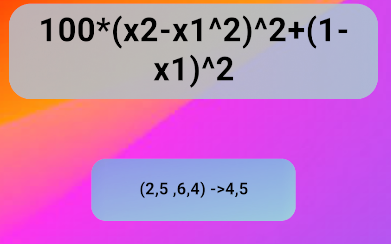 100*(x2-x1^2)^2+(1-
x1)^2
(2,5 ,6,4) ->4,5